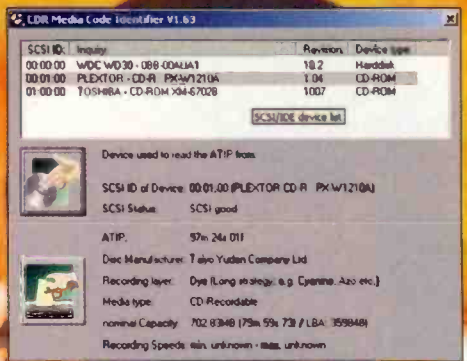 CDR Media Code Identifier V1.63
SCSI ID: Inquiry Revision Device type
00:00:00 WDC WD30 - 088-00AUA1 18.2 Harddisk
00:01:00 PLEXTOR - CD-R PX-W1210A 1.04 CD-ROM
01:00:00 TOSHIBA - CD-ROM XM-6702B 1007 CD-ROM
SCSI/IDE device list
Device used to read the ATIP from:
SCSI ID of Device: 00:01:00 (PLEXTOR CD-R PX-W1210A)
SCSI Status: SCSI good
ATIP: 97m 24s 01f
Disc Manufacturer: Taiyo Yuden Company Ltd.
Recording layer: Dye (Long strategy; e.g. Cyanine, Azo etc.)
Media type: CD-Recordable
nominal Capacity: 702.83MB (79m 59s 73f / LBA: 359848)
Recording Speeds: min. unknown - max. unknown